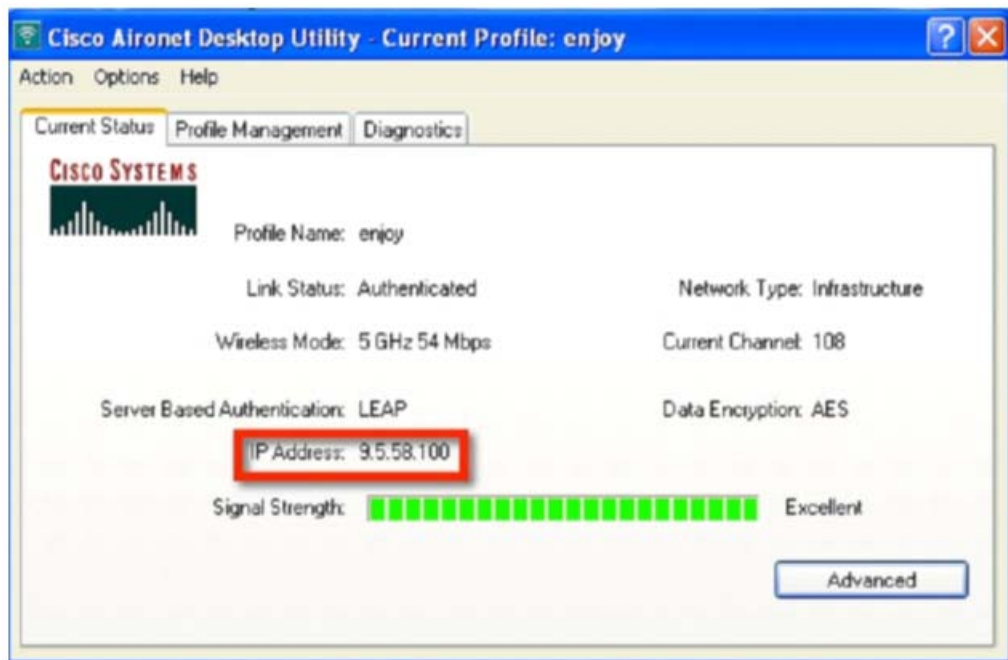 Cisco Aironet Desktop Utility - Current Profile: enjoy
Action Options Help
Current Status Profile Management Diagnostics
CISCO SYSTEMS
Profile Name: enjoy
Link Status: Authenticated Network Type: Infrastructure
Wireless Mode: 5 GHz 54 Mbps Current Channel: 108
Server Based Authentication: LEAP Data Encryption: AES
IP Address: 9.5.58.100
Signal Strength: Excellent
Advanced